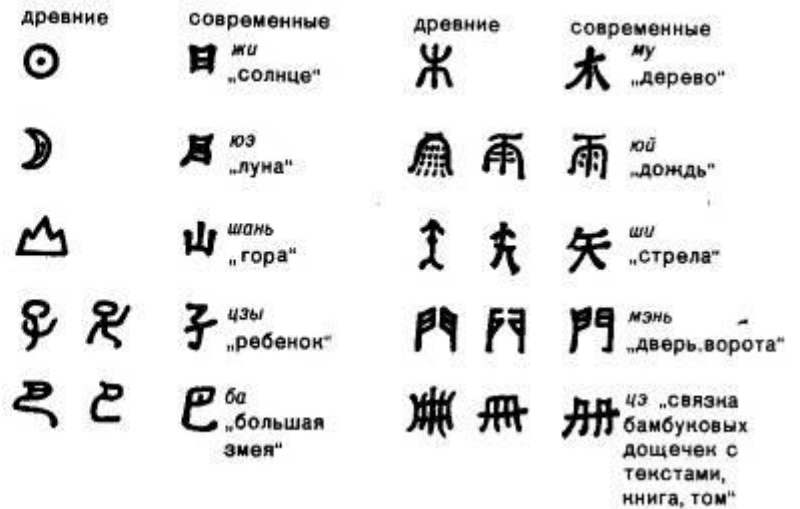 древние современные древние современные
日 жи „солнце“
木 му „дерево“
月 юэ „луна“
雨 юй „дождь“
山 шань „гора“
矢 ши „стрела“
子 цзы „ребенок“
門 мэнь „дверь.ворота“
巴 ба „большая
змея“
冊 цэ „связка
бамбуковых
дощечек с
текстами,
книга, том“